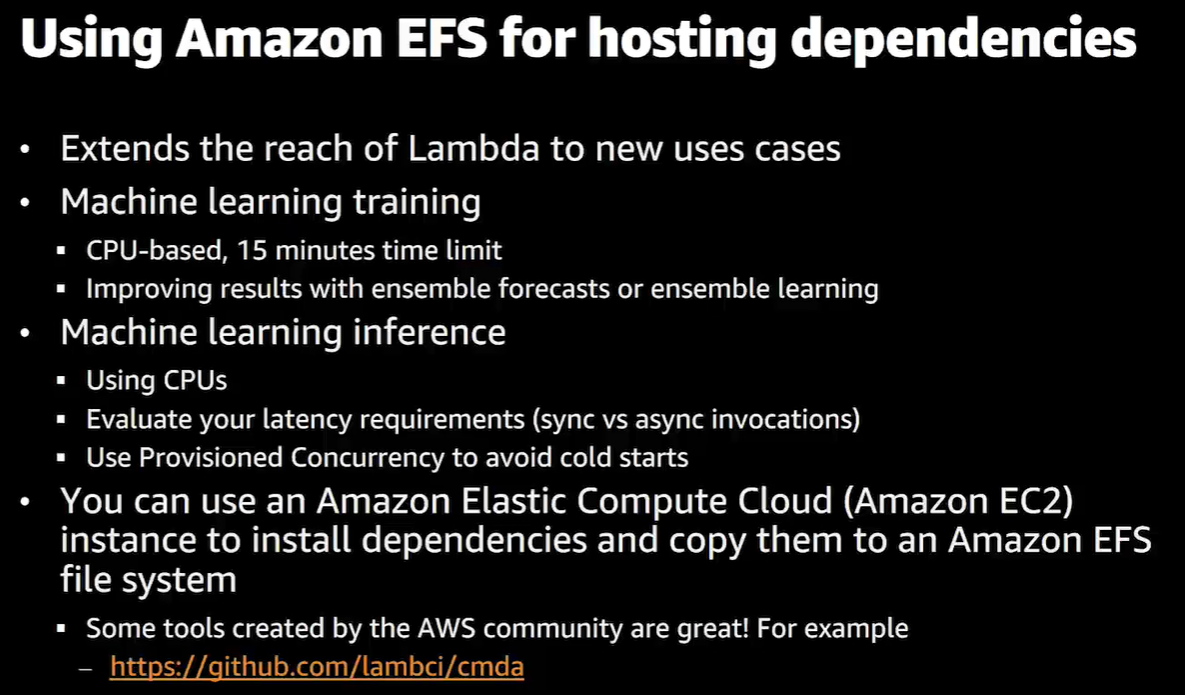 Using Amazon EFS for hosting dependencies
• Extends the reach of Lambda to new uses cases
• Machine learning training
▪ CPU-based, 15 minutes time limit
▪ Improving results with ensemble forecasts or ensemble learning
• Machine learning inference
▪ Using CPUs
▪ Evaluate your latency requirements (sync vs async invocations)
▪ Use Provisioned Concurrency to avoid cold starts
• You can use an Amazon Elastic Compute Cloud (Amazon EC2)
instance to install dependencies and copy them to an Amazon EFS
file system
▪ Some tools created by the AWS community are great! For example
– https://github.com/lambci/cmda